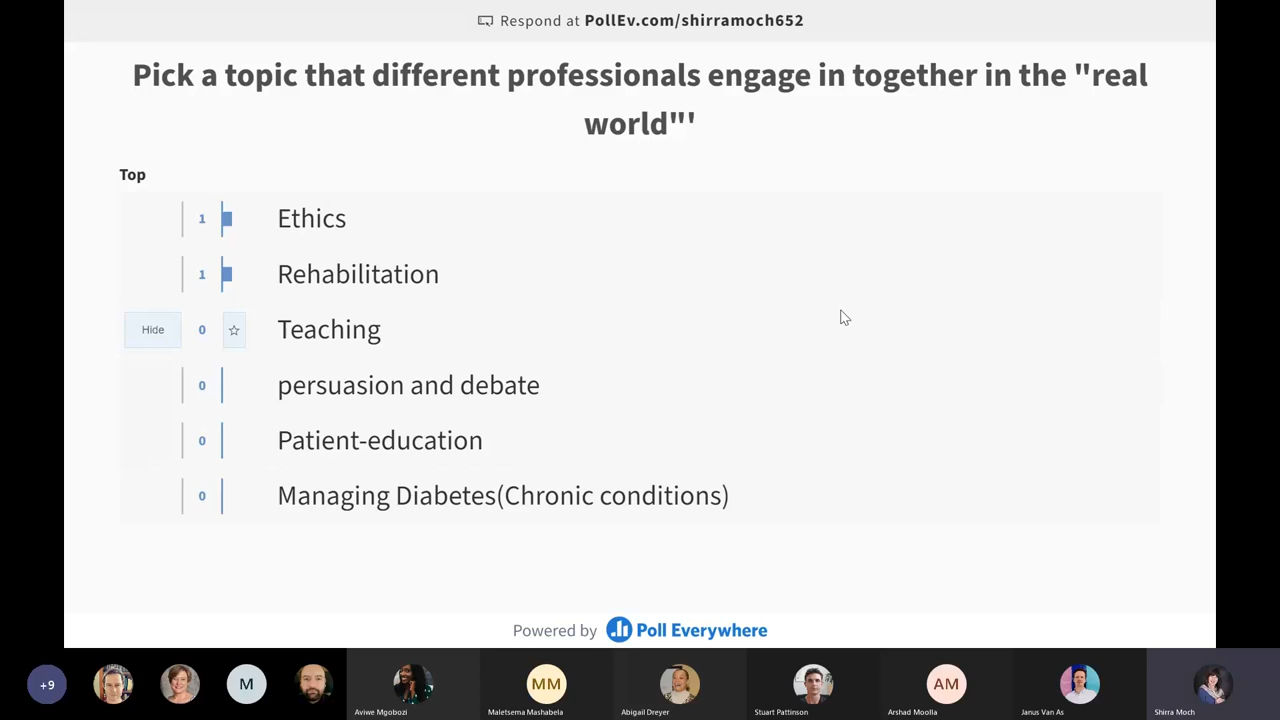 Respond at PollEv.com/shirramoch652
Pick a topic that different professionals engage in together in the "real
world"'
Top
1 Ethics
1 Rehabilitation
Hide 0 Teaching
0 persuasion and debate
0 Patient-education
0 Managing Diabetes(Chronic conditions)
Powered by Poll Everywhere
+9 M MM AM
Aviwe Mgobozi Maletsema Mashabela Abigail Dreyer Stuart Pattinson Arshad Moolla Janus Van As Shirra Moch